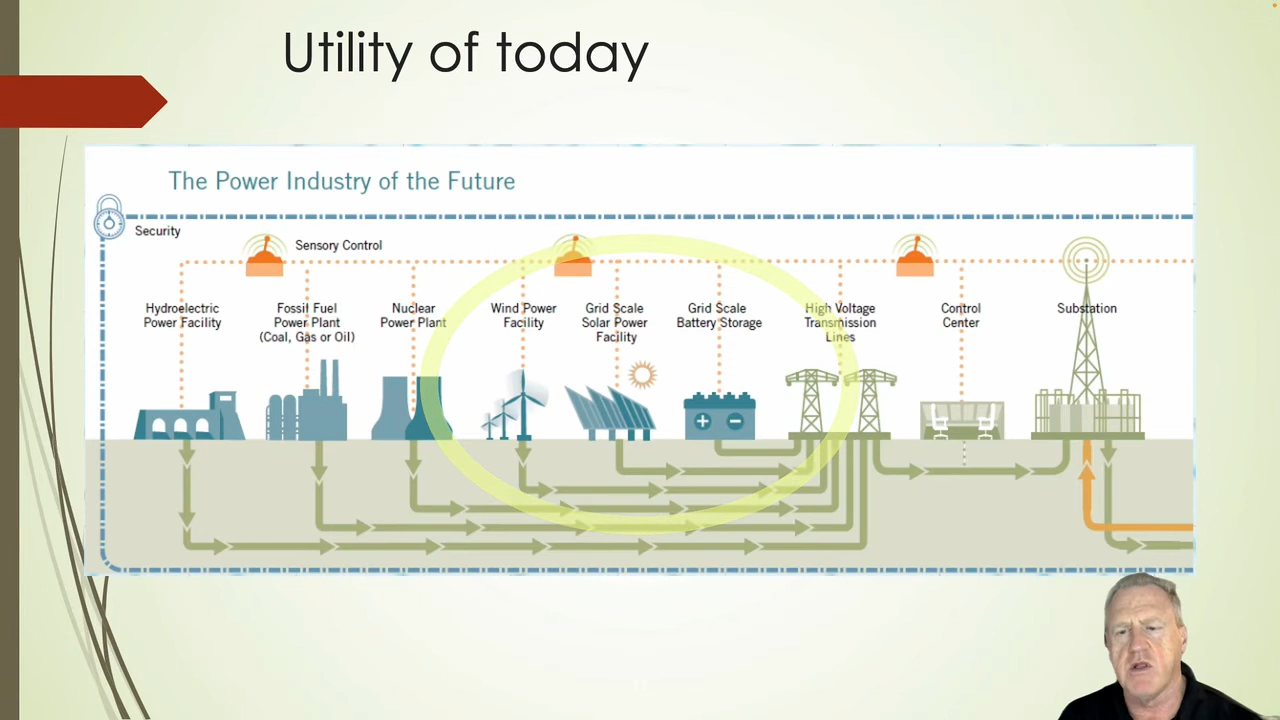 Utility of today
The Power Industry of the Future
Security
Sensory Control
Hydroelectric
Power Facility
Fossil Fuel
Power Plant
(Coal, Gas or Oil)
Nuclear
Power Plant
Wind Power
Facility
Grid Scale
Solar Power
Facility
Grid Scale
Battery Storage
High Voltage
Transmission
Lines
Control
Center
Substation